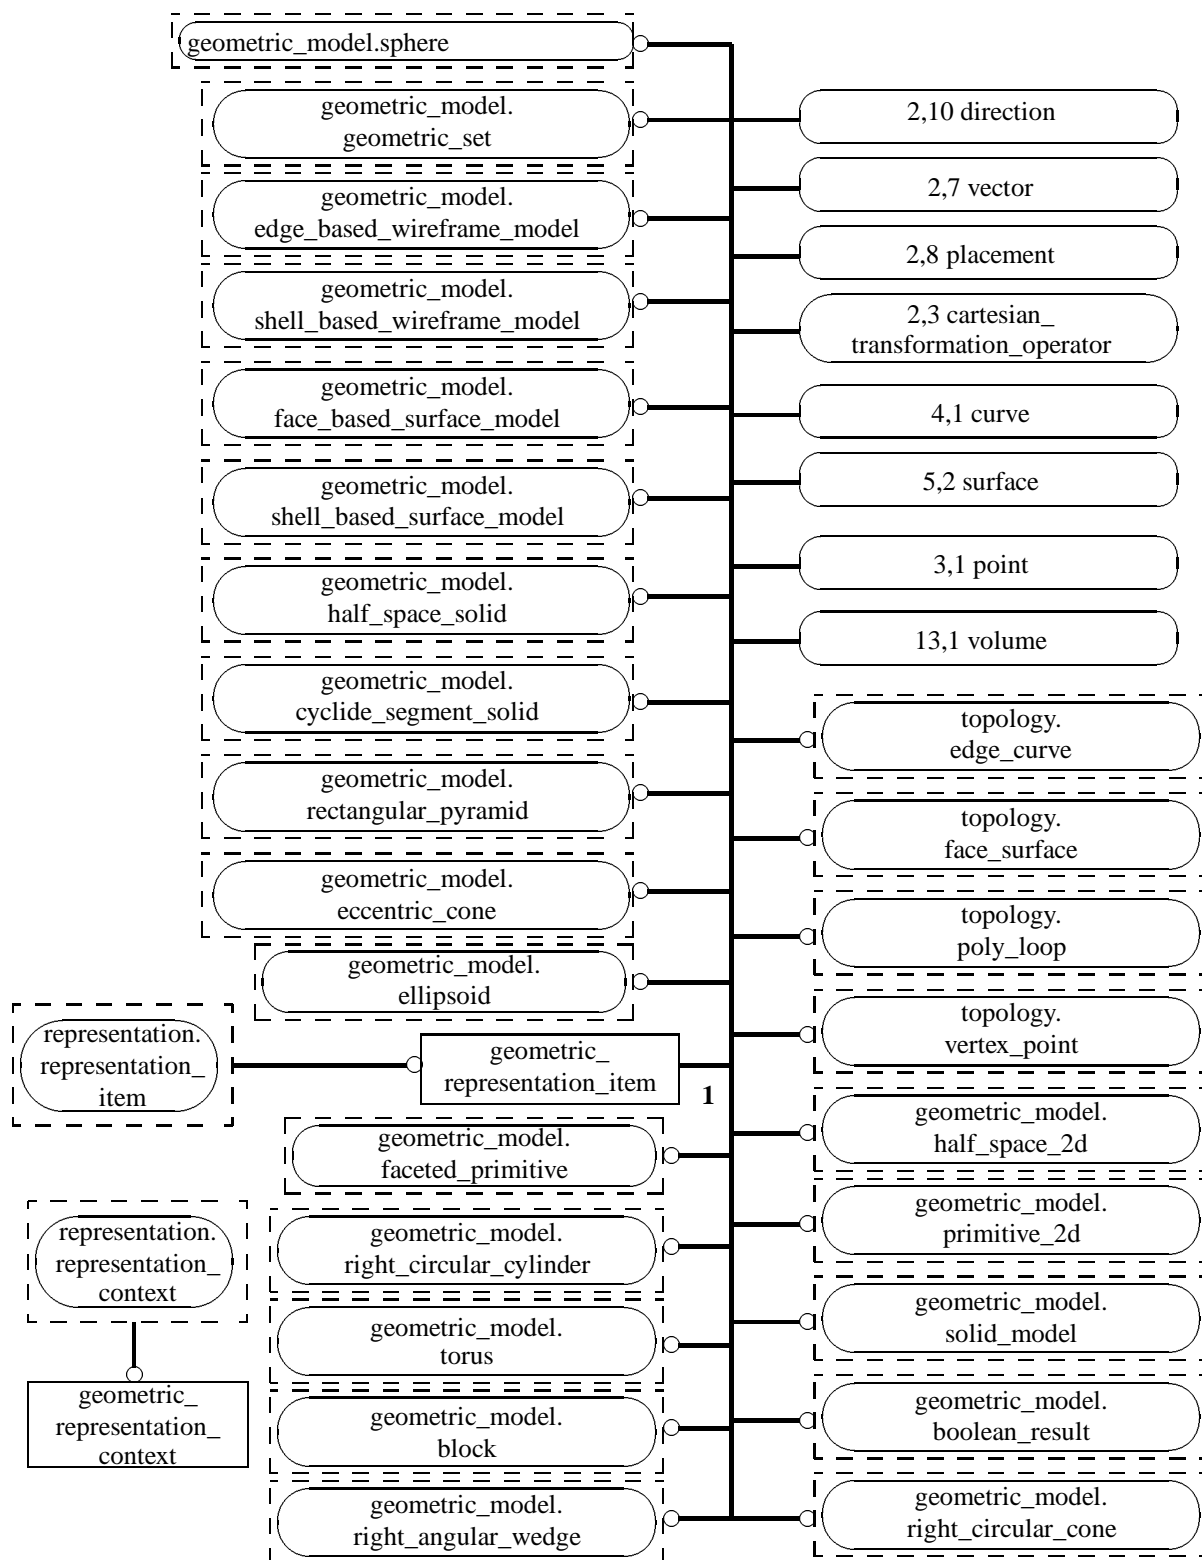 geometric_model.sphere
geometric_model.
geometric_set
geometric_model.
edge_based_wireframe_model
geometric_model.
shell_based_wireframe_model
geometric_model.
face_based_surface_model
geometric_model.
shell_based_surface_model
geometric_model.
half_space_solid
geometric_model.
cyclide_segment_solid
geometric_model.
rectangular_pyramid
geometric_model.
eccentric_cone
geometric_model.
ellipsoid
representation.
representation_
item
geometric_
representation_item
1
geometric_model.
faceted_primitive
representation.
representation_
context
geometric_
representation_
context
geometric_model.
right_circular_cylinder
geometric_model.
torus
geometric_model.
block
geometric_model.
right_angular_wedge
2,10 direction
2,7 vector
2,8 placement
2,3 cartesian_
transformation_operator
4,1 curve
5,2 surface
3,1 point
13,1 volume
topology.
edge_curve
topology.
face_surface
topology.
poly_loop
topology.
vertex_point
geometric_model.
half_space_2d
geometric_model.
primitive_2d
geometric_model.
solid_model
geometric_model.
boolean_result
geometric_model.
right_circular_cone